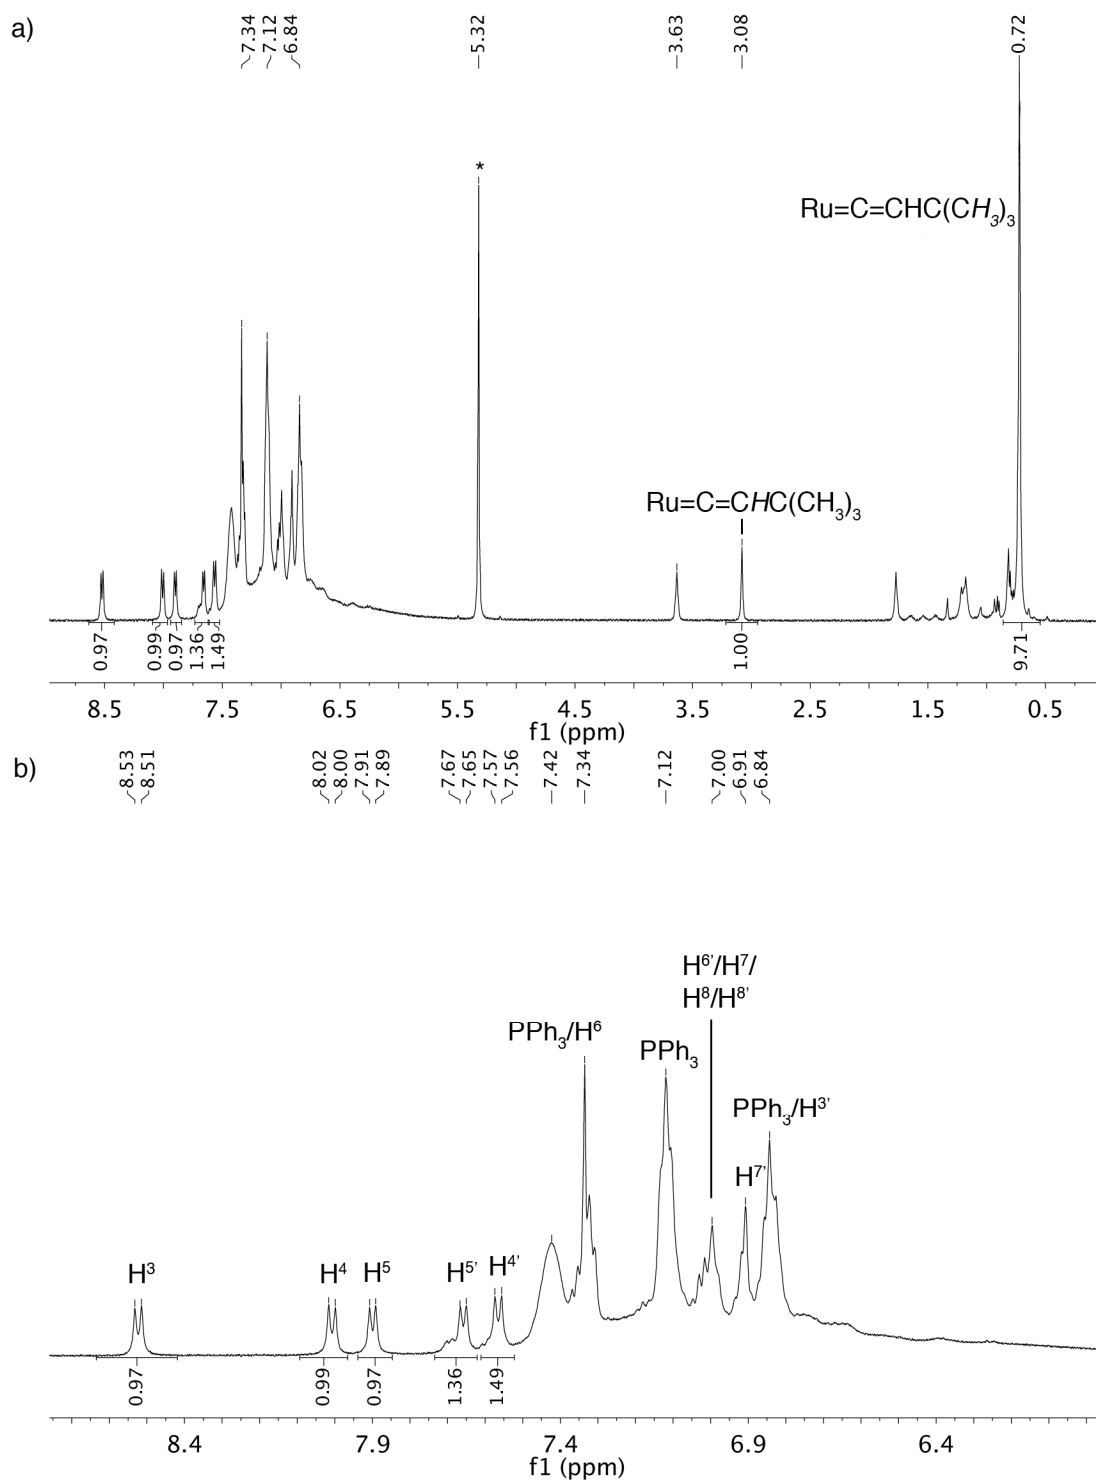 a)
7.34 7.12 6.84 5.32 3.63 3.08 0.72
*
Ru=C=CHC(CH3)3
Ru=C=CHC(CH3)3
0.97 0.99 0.97 1.36 1.49 1.00 9.71
8.5 7.5 6.5 5.5 4.5 3.5 2.5 1.5 0.5
f1 (ppm)
b)
8.53 8.51 8.02 8.00 7.91 7.89 7.67 7.65 7.57 7.56 7.42 7.34 7.12 7.00 6.91 6.84
H6'/H7/
H8/H8'
PPh3/H6
PPh3
PPh3/H3'
H7'
H3 H4 H5 H5' H4'
0.97 0.99 0.97 1.36 1.49
8.4 7.9 7.4 6.9 6.4
f1 (ppm)